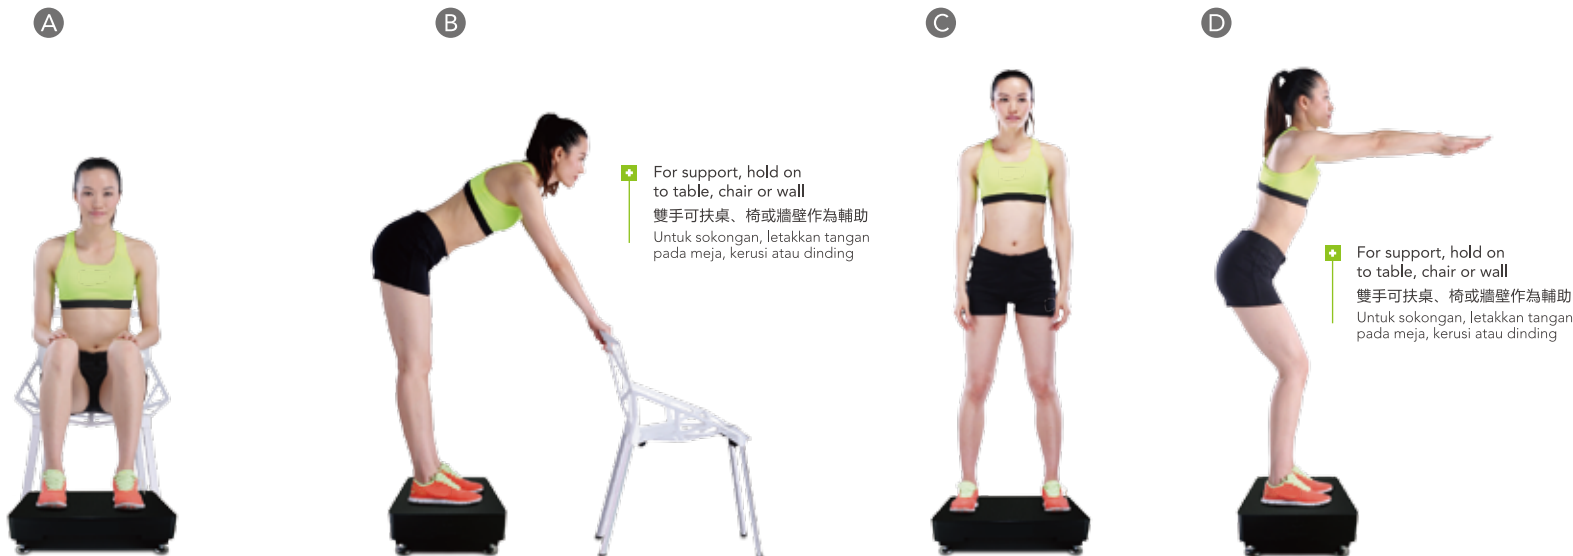 A
B
C
D
For support, hold on
to table, chair or wall
雙手可扶桌、椅或牆壁作為輔助
Untuk sokongan, letakkan tangan
pada meja, kerusi atau dinding
For support, hold on
to table, chair or wall
雙手可扶桌、椅或牆壁作為輔助
Untuk sokongan, letakkan tangan
pada meja, kerusi atau dinding